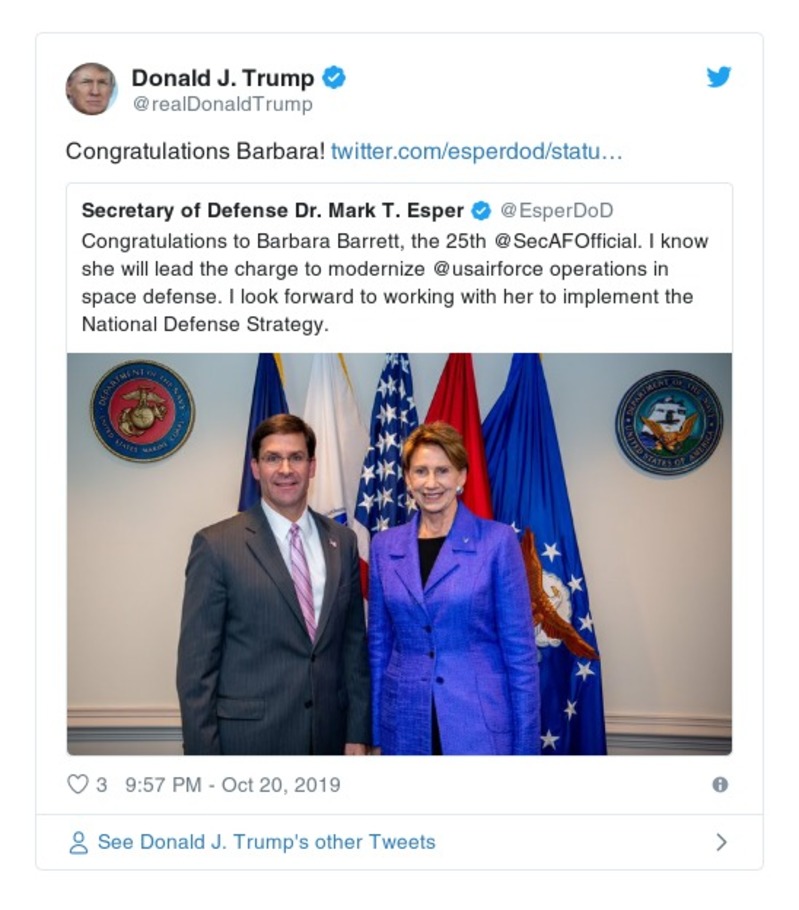 Donald J. Trump
@realDonaldTrump
Congratulations Barbara! twitter.com/esperdod/statu…
Secretary of Defense Dr. Mark T. Esper @EsperDoD
Congratulations to Barbara Barrett, the 25th @SecAFOfficial. I know
she will lead the charge to modernize @usairforce operations in
space defense. I look forward to working with her to implement the
National Defense Strategy.
DEPARTMENT OF THE NAVY
UNITED STATES MARINE CORPS
DEPARTMENT OF THE NAVY
UNITED STATES OF AMERICA
3 9:57 PM - Oct 20, 2019
See Donald J. Trump's other Tweets